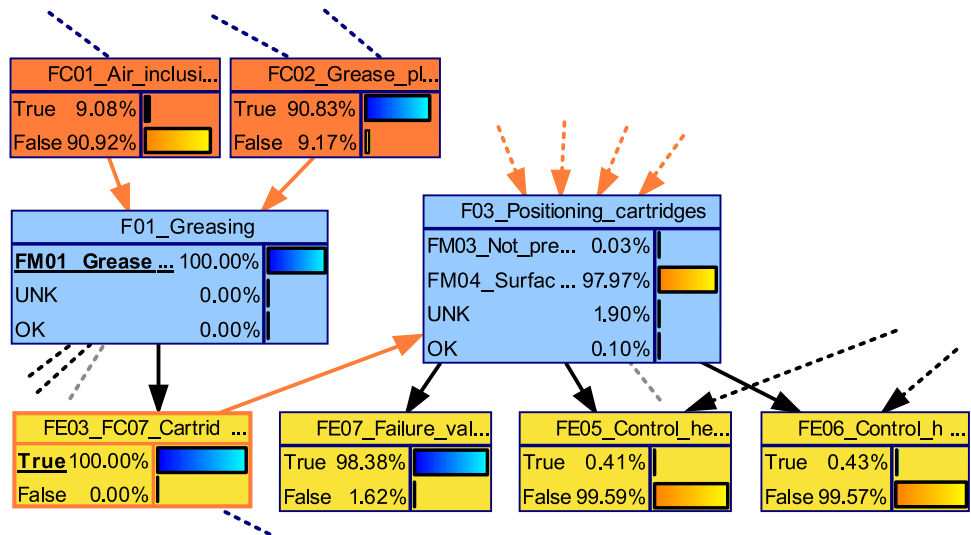 FC01_Air_inclusi...
True 9.08%
False 90.92%
FC02_Grease_pl...
True 90.83%
False 9.17%
F01_Greasing
FM01 Grease ... 100.00%
UNK 0.00%
OK 0.00%
F03_Positioning_cartridges
FM03_Not_pre... 0.03%
FM04_Surfac ... 97.97%
UNK 1.90%
OK 0.10%
FE03_FC07_Cartrid ...
True 100.00%
False 0.00%
FE07_Failure_val...
True 98.38%
False 1.62%
FE05_Control_he...
True 0.41%
False 99.59%
FE06_Control_h ...
True 0.43%
False 99.57%